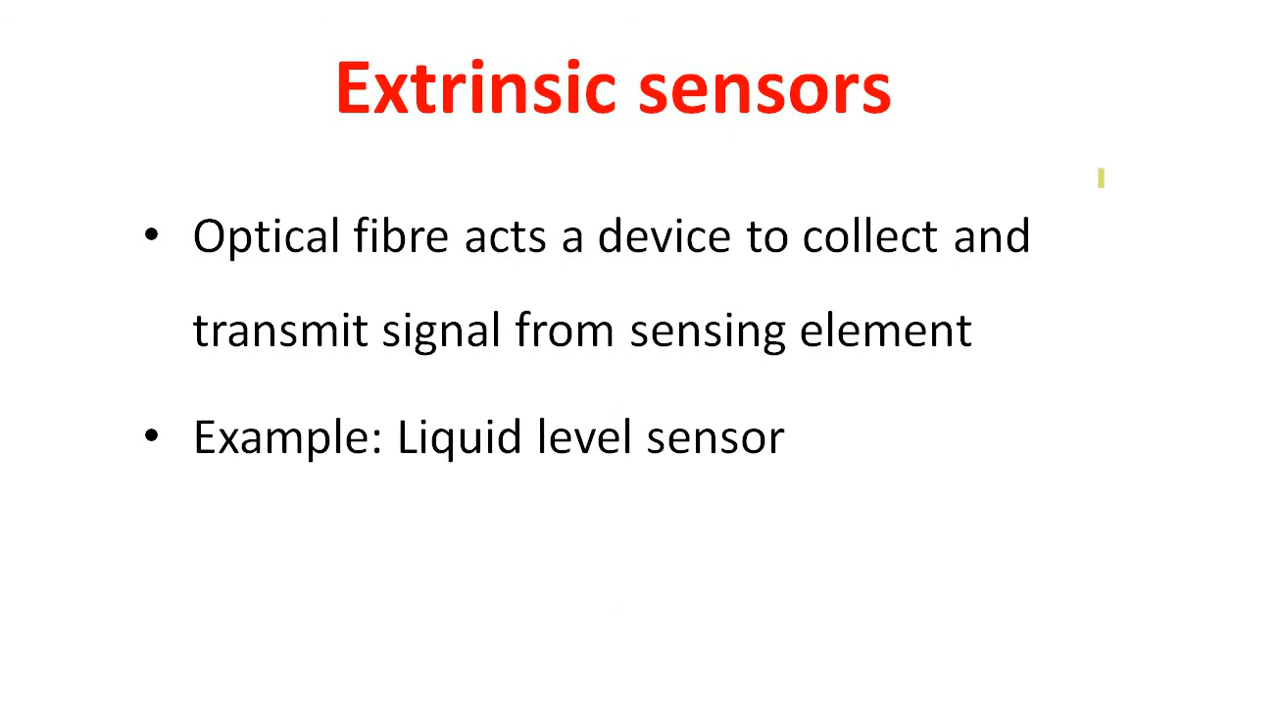 Extrinsic sensors
• Optical fibre acts a device to collect and
transmit signal from sensing element
• Example: Liquid level sensor